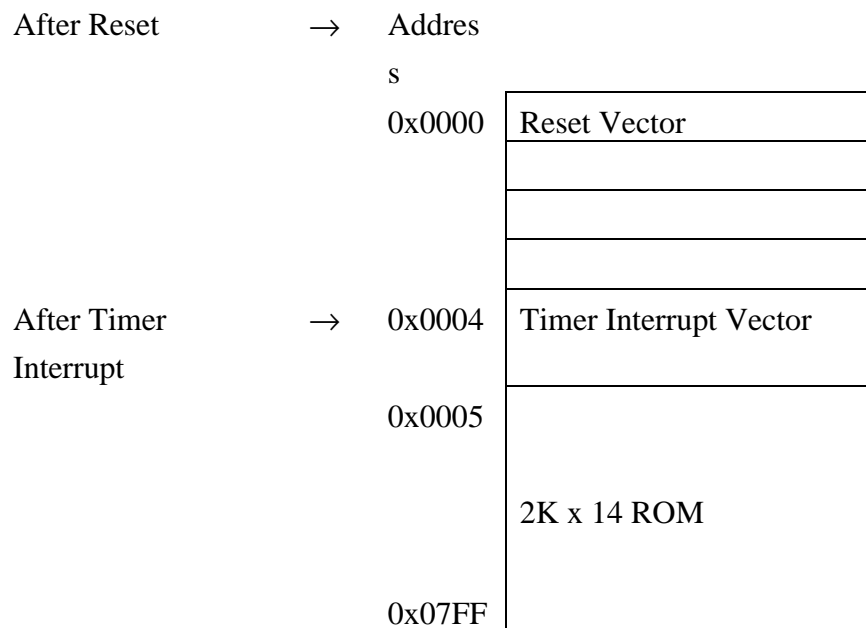 After Reset → Addres
s
0x0000 Reset Vector
After Timer → 0x0004 Timer Interrupt Vector
Interrupt
0x0005
2K x 14 ROM
0x07FF